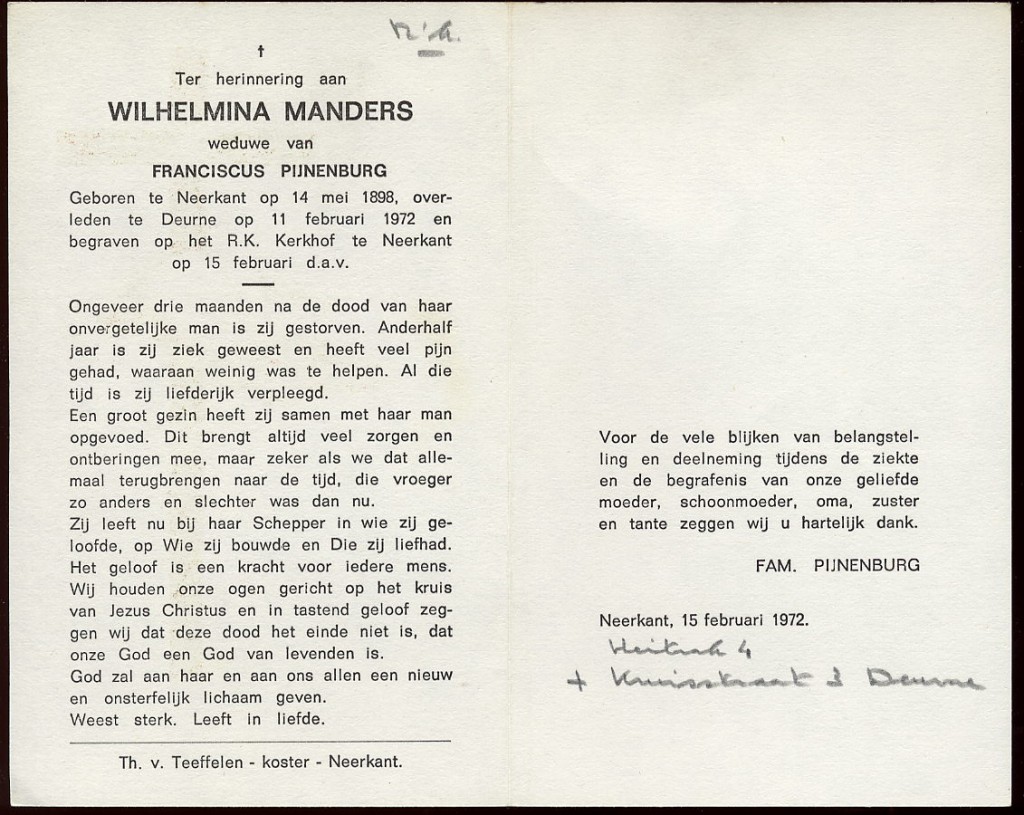 †
Ter herinnering aan
WILHELMINA MANDERS
weduwe van
FRANCISCUS PIJNENBURG
Geboren te Neerkant op 14 mei 1898, over-
leden te Deurne op 11 februari 1972 en
begraven op het R.K. Kerkhof te Neerkant
op 15 februari d.a.v.
Ongeveer drie maanden na de dood van haar
onvergetelijke man is zij gestorven. Anderhalf
jaar is zij ziek geweest en heeft veel pijn
gehad, waaraan weinig was te helpen. Al die
tijd is zij liefderijk verpleegd.
Een groot gezin heeft zij samen met haar man
opgevoed. Dit brengt altijd veel zorgen en
ontberingen mee, maar zeker als we dat alle-
maal terugbrengen naar de tijd, die vroeger
zo anders en slechter was dan nu.
Zij leeft nu bij haar Schepper in wie zij ge-
loofde, op Wie zij bouwde en Die zij liefhad.
Het geloof is een kracht voor iedere mens.
Wij houden onze ogen gericht op het kruis
van Jezus Christus en in tastend geloof zeg-
gen wij dat deze dood het einde niet is, dat
onze God een God van levenden is.
God zal aan haar en aan ons allen een nieuw
en onsterfelijk lichaam geven.
Weest sterk. Leeft in liefde.
Th. v. Teeffelen - koster - Neerkant.
Voor de vele blijken van belangstel-
ling en deelneming tijdens de ziekte
en de begrafenis van onze geliefde
moeder, schoonmoeder, oma, zuster
en tante zeggen wij u hartelijk dank.
FAM. PIJNENBURG
Neerkant, 15 februari 1972.
Heitrak 4
+ Kruisstraat 3 Deurne